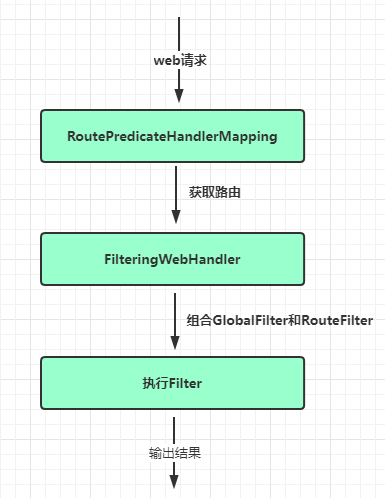 web请求
RoutePredicateHandlerMapping
获取路由
FilteringWebHandler
组合GlobalFilter和RouteFilter
执行Filter
输出结果